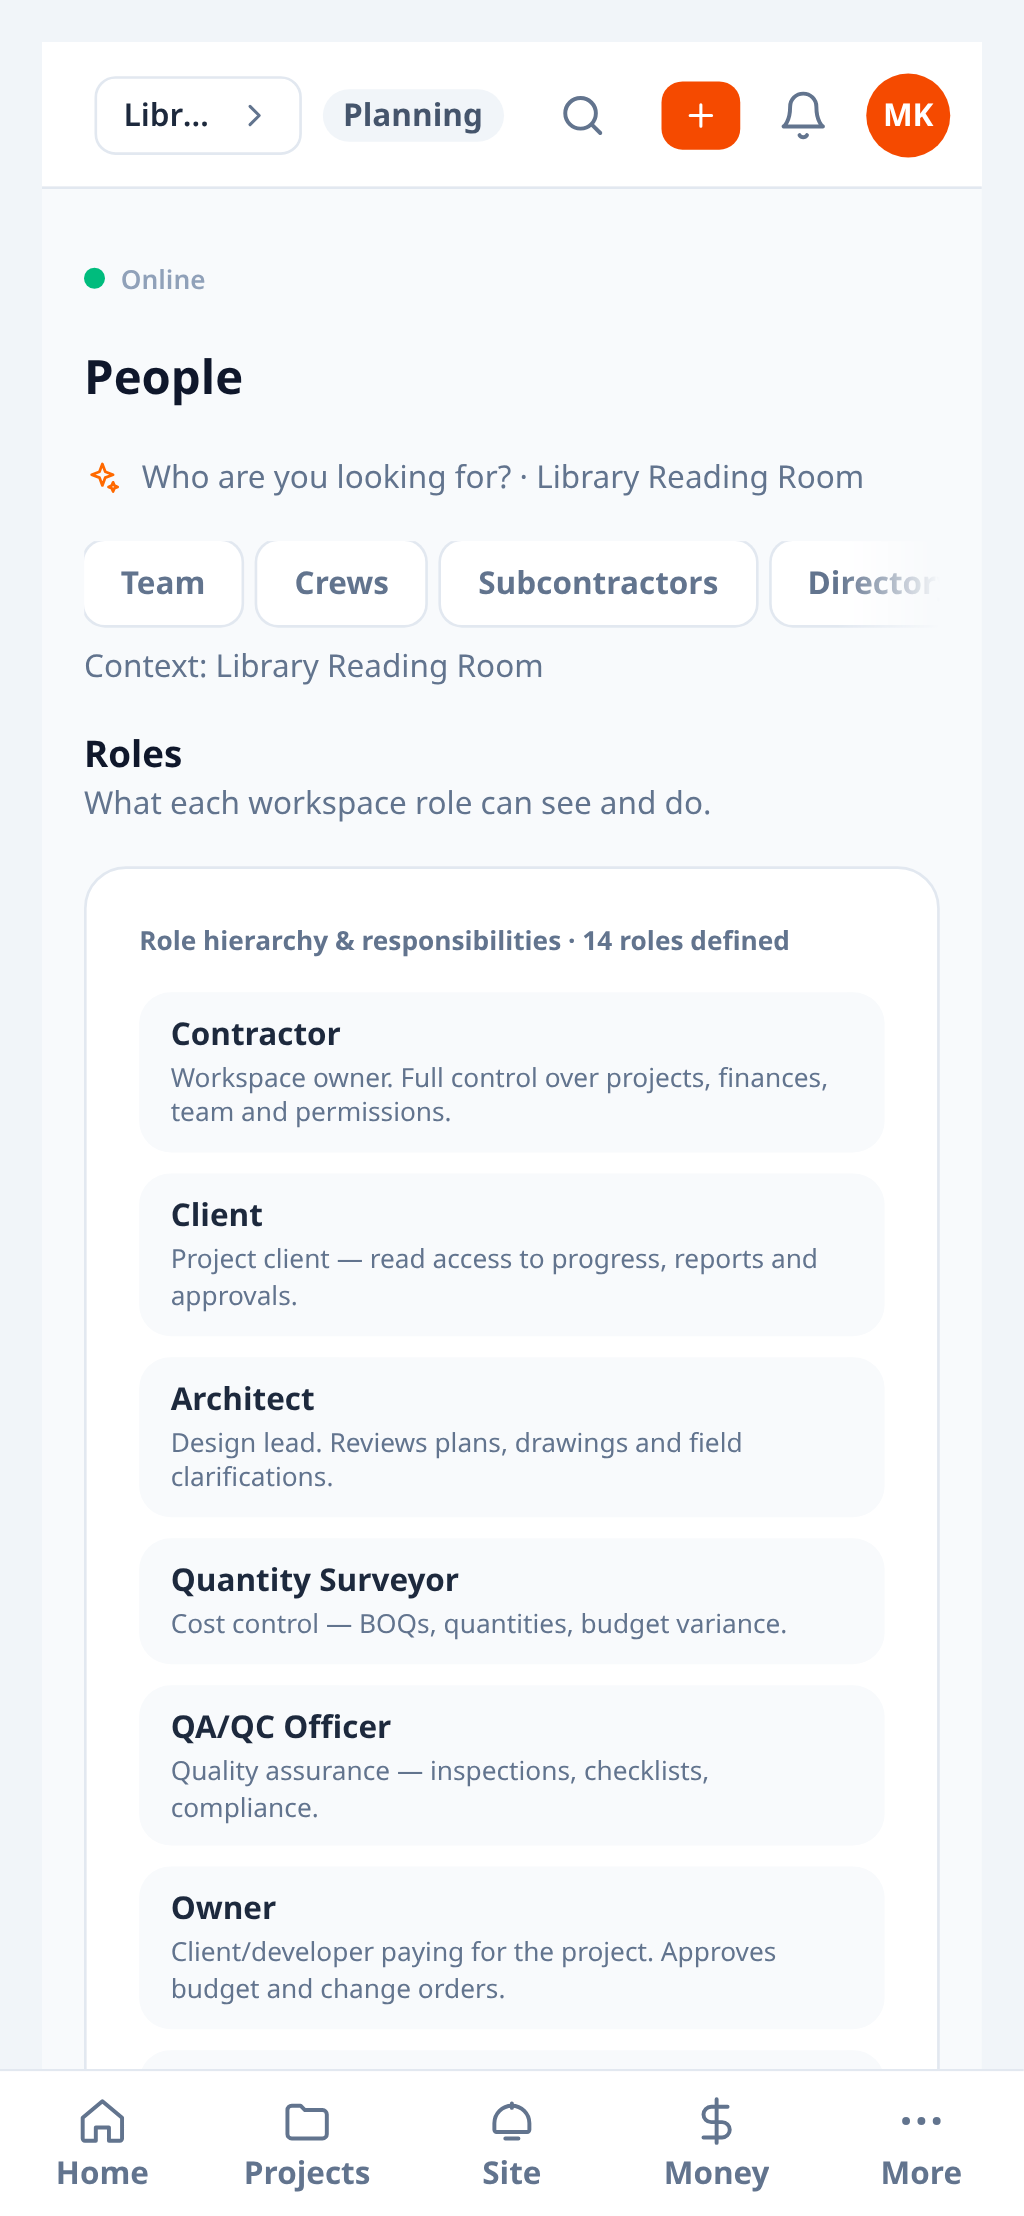 Libr...
Planning
MK
Online
People
Who are you looking for? · Library Reading Room
Team
Crews
Subcontractors
Director
Context: Library Reading Room
Roles
What each workspace role can see and do.
Role hierarchy & responsibilities · 14 roles defined
Contractor
Workspace owner. Full control over projects, finances,
team and permissions.
Client
Project client — read access to progress, reports and
approvals.
Architect
Design lead. Reviews plans, drawings and field
clarifications.
Quantity Surveyor
Cost control — BOQs, quantities, budget variance.
QA/QC Officer
Quality assurance — inspections, checklists,
compliance.
Owner
Client/developer paying for the project. Approves
budget and change orders.
Home
Projects
Site
Money
More